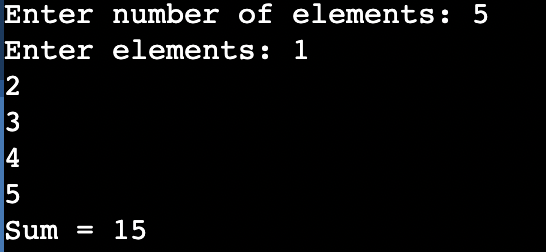 Enter number of elements: 5
Enter elements: 1
2
3
4
5
Sum = 15